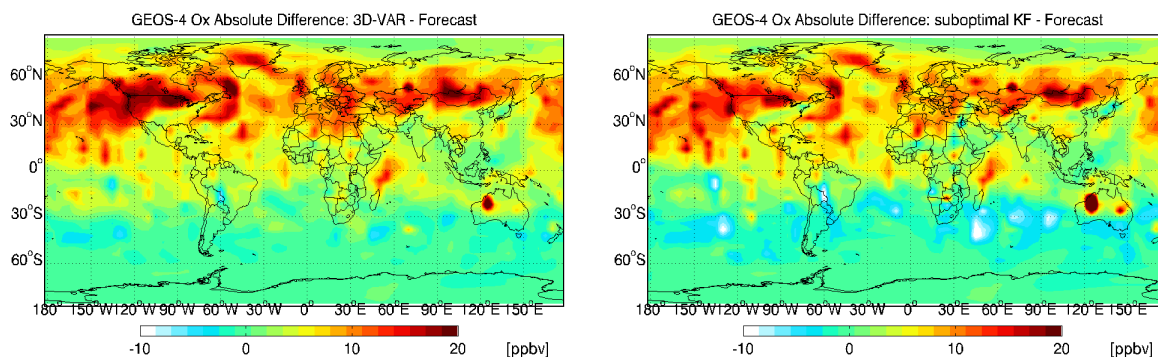 GEOS-4 Ox Absolute Difference: 3D-VAR - Forecast
60°N
30°N
0°
30°S
60°S
180°W 150°W 120°W 90°W 60°W 30°W 0° 30°E 60°E 90°E 120°E 150°E
-10 0 10 20 [ppbv]
GEOS-4 Ox Absolute Difference: suboptimal KF - Forecast
60°N
30°N
0°
30°S
60°S
180°W 150°W 120°W 90°W 60°W 30°W 0° 30°E 60°E 90°E 120°E 150°E
-10 0 10 20 [ppbv]